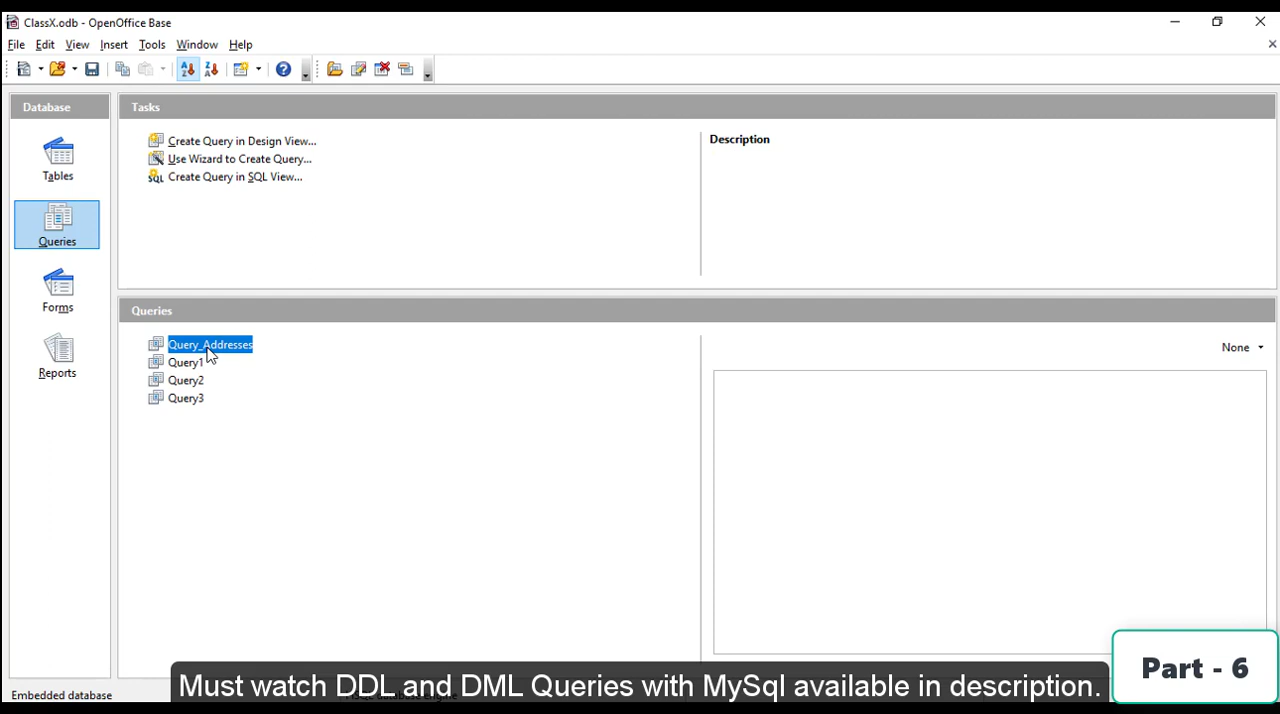 ClassX.odb - OpenOffice Base
File Edit View Insert Tools Window Help
Database
Tables
Queries
Forms
Reports
Tasks
Create Query in Design View...
Use Wizard to Create Query...
SQL Create Query in SQL View...
Description
Queries
Query_Addresses
Query1
Query2
Query3
None
Must watch DDL and DML Queries with MySql available in description.
Part - 6
Embedded database